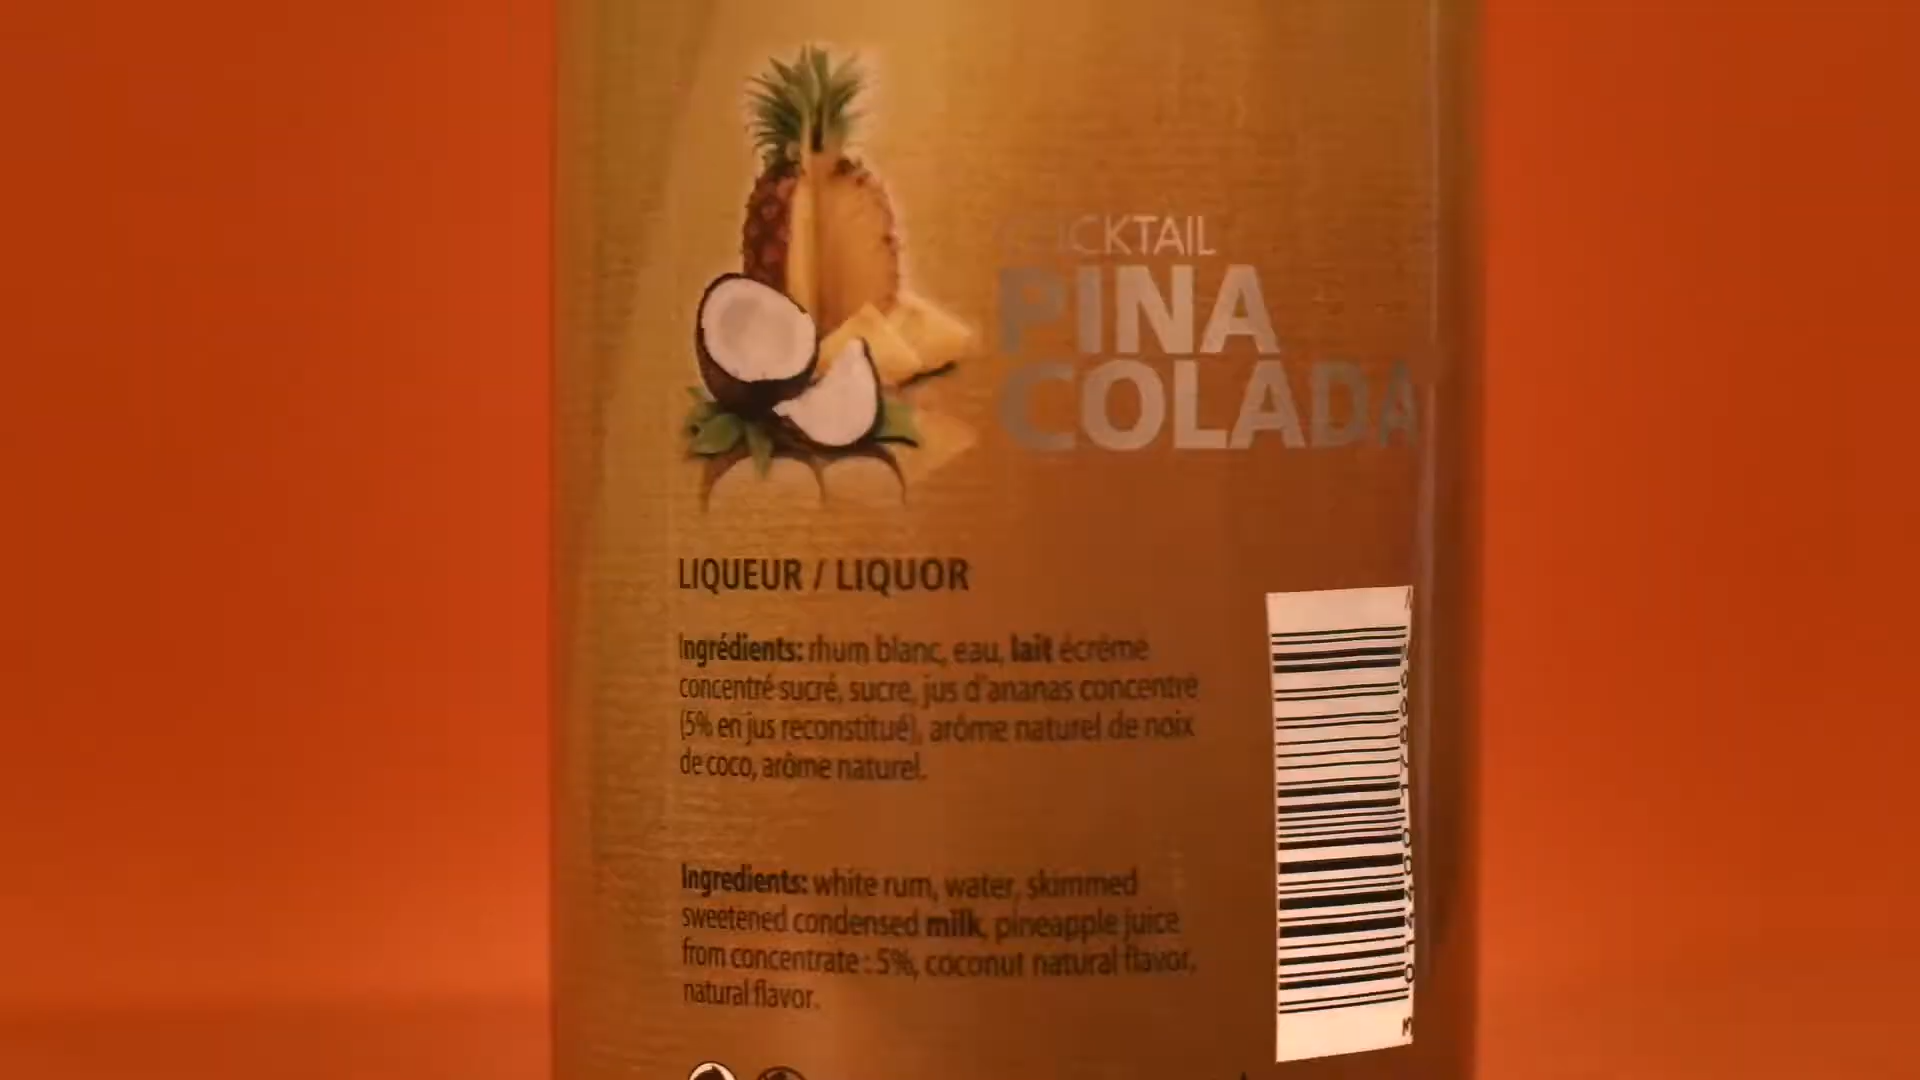 COCKTAIL
PINA
COLADA
LIQUEUR / LIQUOR
Ingrédients: rhum blanc, eau, lait écrémé
concentré sucré, sucre, jus d'ananas concentré
(5% en jus reconstitué), arôme naturel de noix
de coco, arôme naturel.
Ingredients: white rum, water, skimmed
sweetened condensed milk, pineapple juice
from concentrate : 5%, coconut natural flavor,
natural flavor.